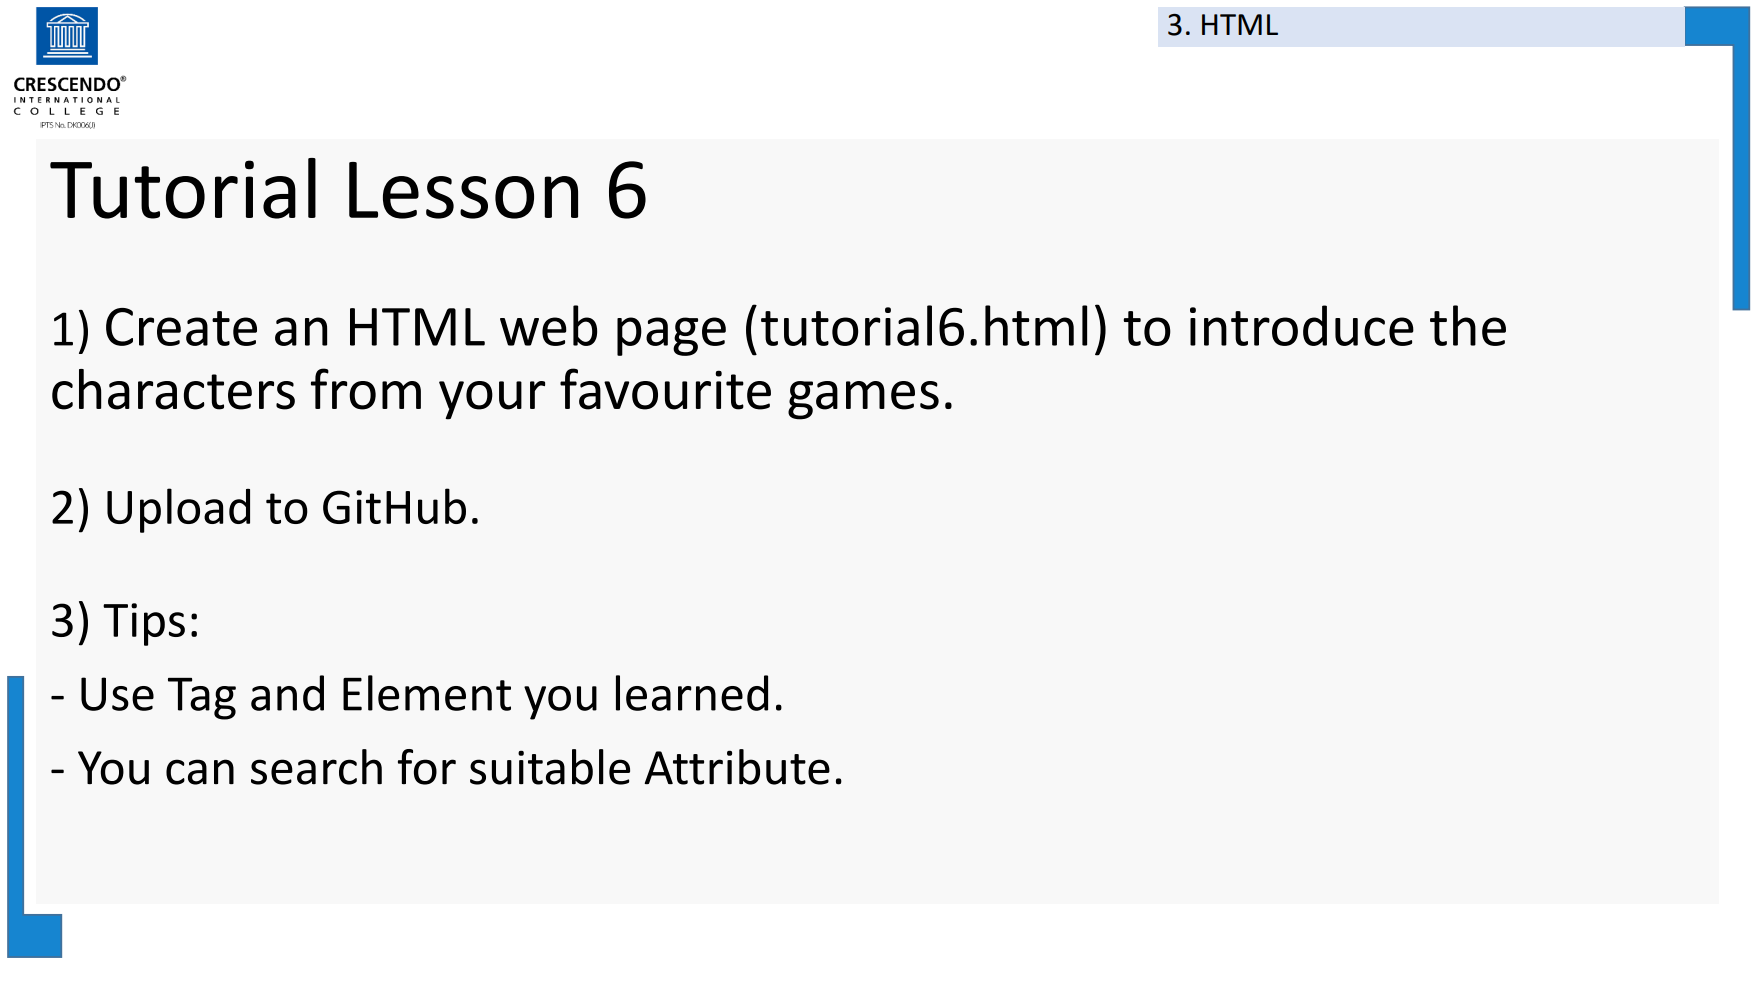 3. HTML
CRESCENDO®
INTERNATIONAL
COLLEGE
IPTS No. DK006(J)
Tutorial Lesson 6
1) Create an HTML web page (tutorial6.html) to introduce the
characters from your favourite games.
2) Upload to GitHub.
3) Tips:
- Use Tag and Element you learned.
- You can search for suitable Attribute.